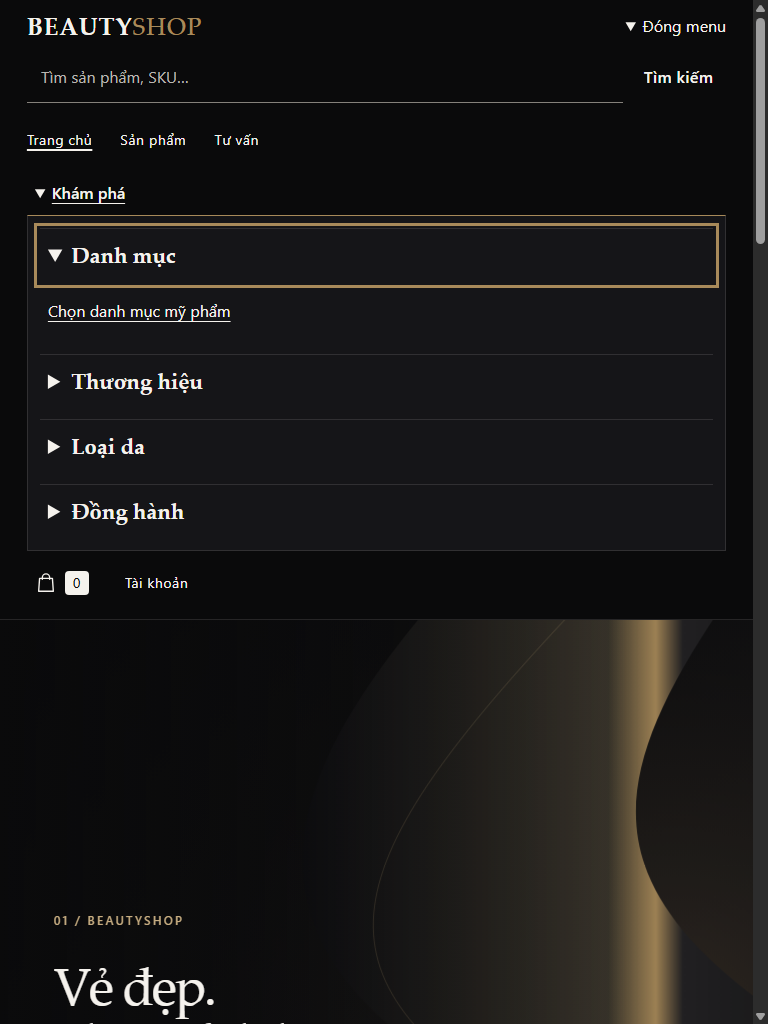 BEAUTYSHOP
Đóng menu
Tìm sản phẩm, SKU...
Tìm kiếm
Trang chủ
Sản phẩm
Tư vấn
Khám phá
Danh mục
Chọn danh mục mỹ phẩm
Thương hiệu
Loại da
Đồng hành
0
Tài khoản
01 / BEAUTYSHOP
Vẻ đẹp.